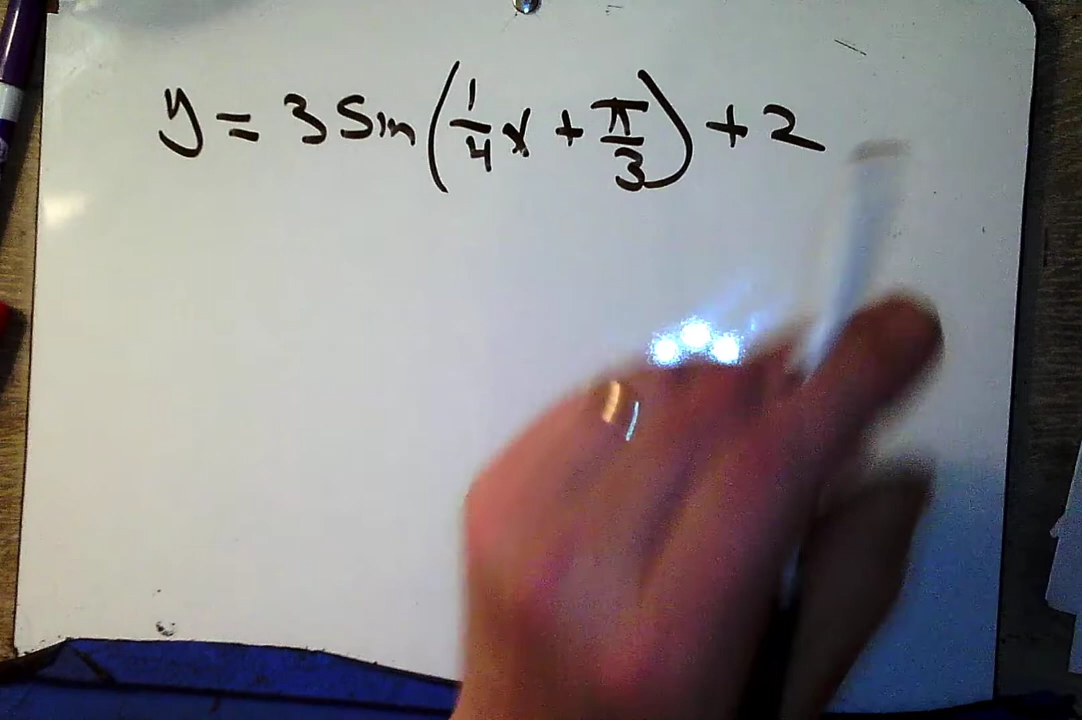 y = 3 Sin(1/4 x + π/3) + 2